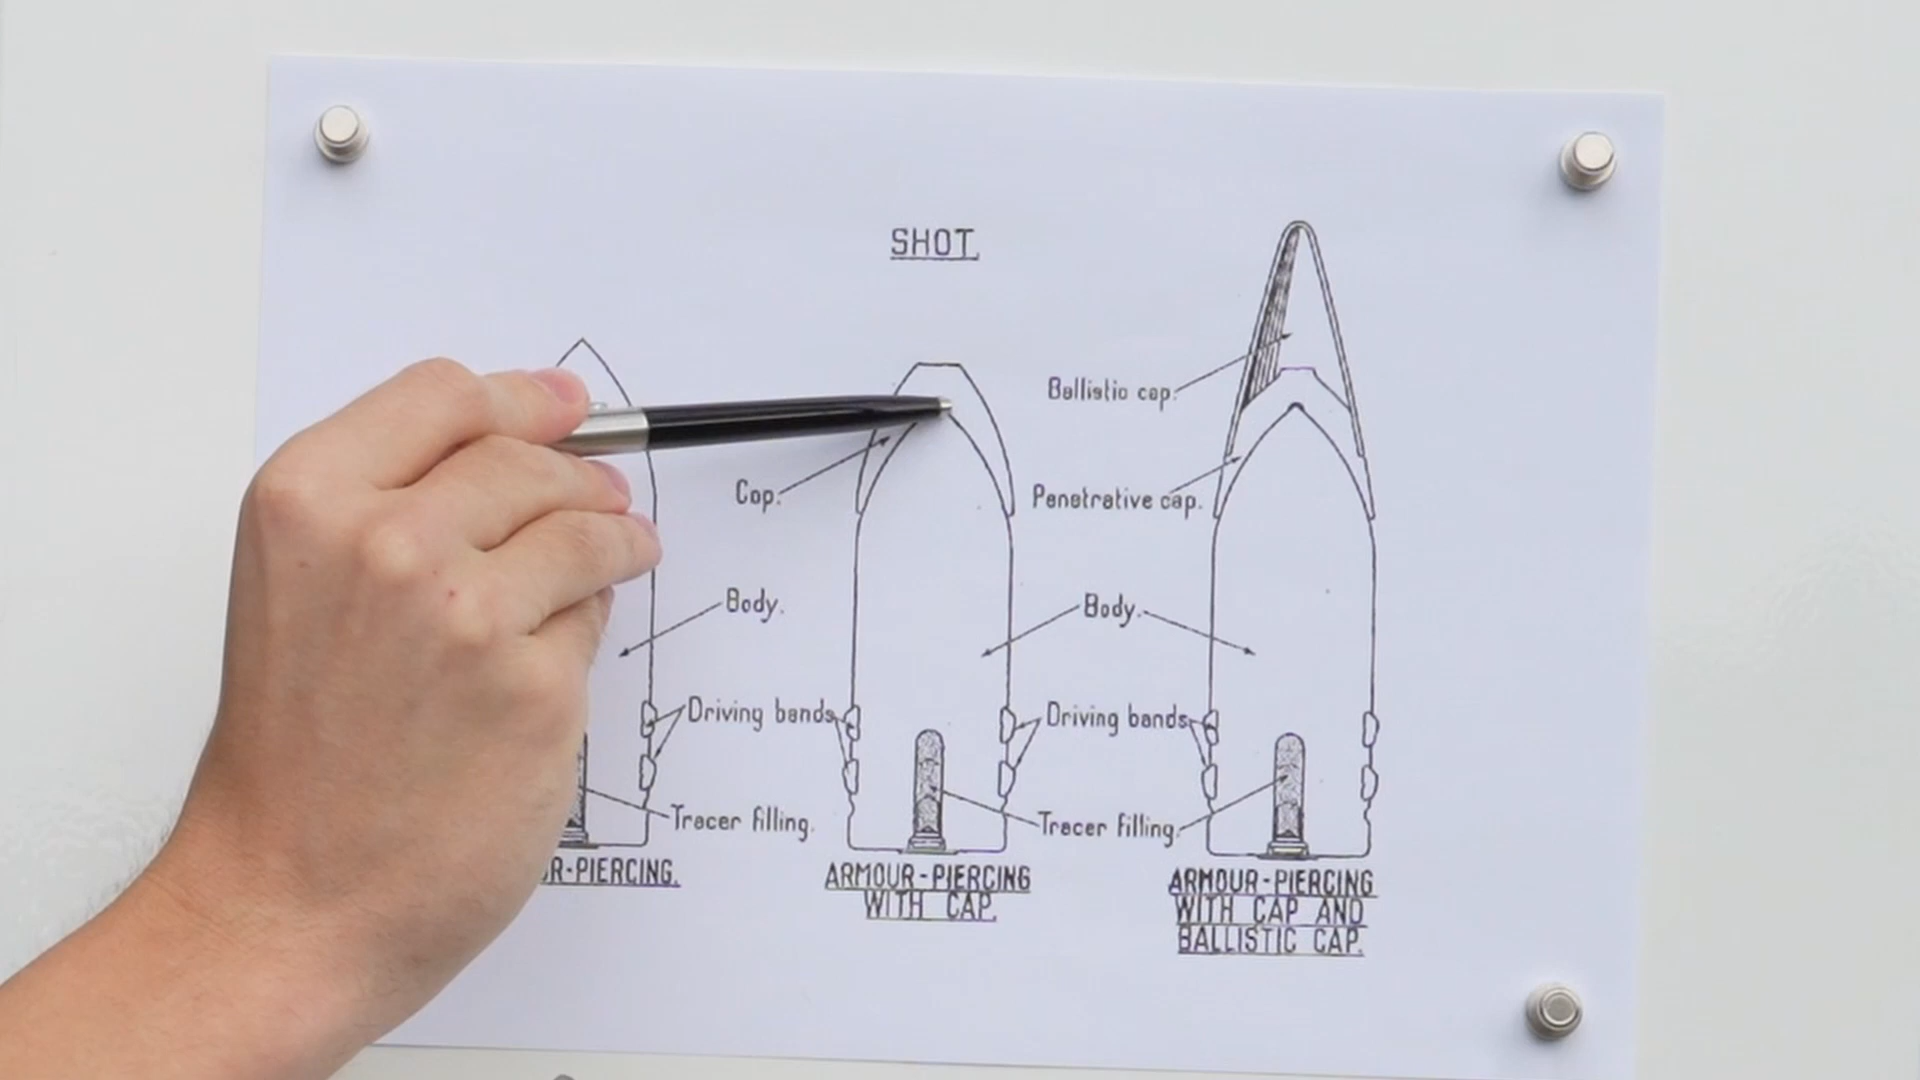 SHOT.
Ballistic cap.
Cap.
Penetrative cap.
Body.
Body.
Driving bands
Driving bands
Tracer filling.
Tracer filling.
R-PIERCING.
ARMOUR-PIERCING
WITH CAP.
ARMOUR-PIERCING
WITH CAP AND
BALLISTIC CAP.